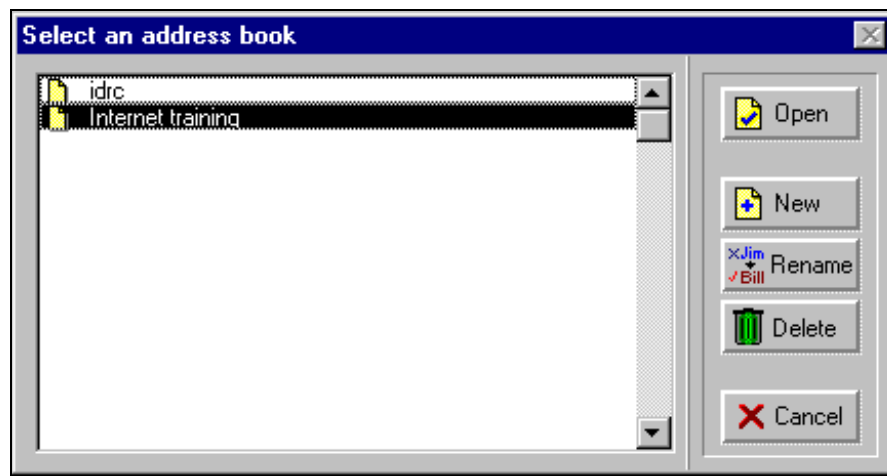 Select an address book
idrc
Internet training
Open
New
Jim
Bill
Rename
Delete
Cancel